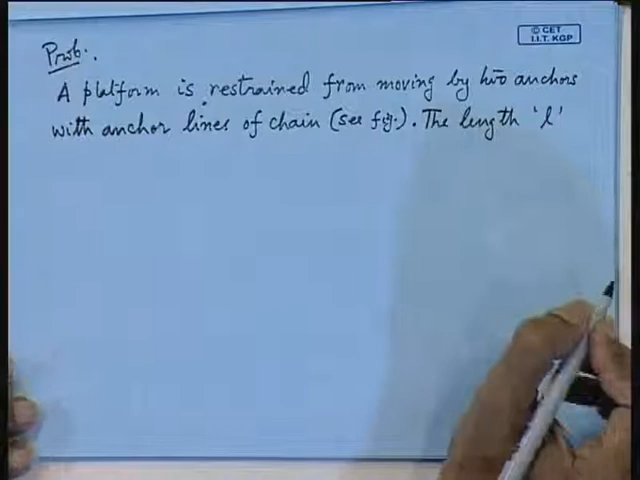 © CET
I.I.T. KGP
Prob.
A platform is restrained from moving by two anchors
with anchor lines of chain (see fig.). The length 'l'